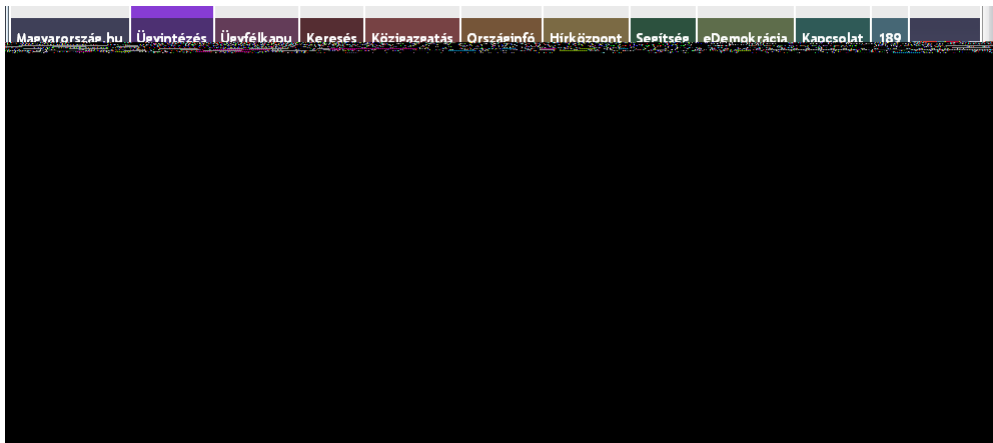 Magyarország.hu Ügyintézés Ügyfélkapu Keresés Közigazgatás Országinfó Hírközpont Segítség eDemokrácia Kapcsolat 189